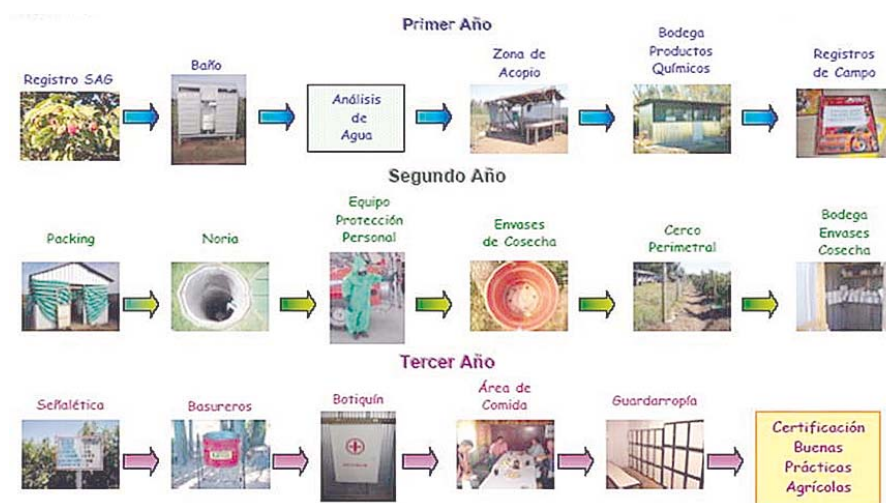 Primer Año
Registro SAG
Baño
Análisis
de
Agua
Zona de
Acopio
Bodega
Productos
Químicos
Registros
de Campo
Segundo Año
Packing
Noria
Equipo
Protección
Personal
Envases
de Cosecha
Cerco
Perimetral
Bodega
Envases
Cosecha
Tercer Año
Señalética
Basureros
Botiquín
Área de
Comida
Guardarropía
Certificación
Buenas
Prácticas
Agrícolas